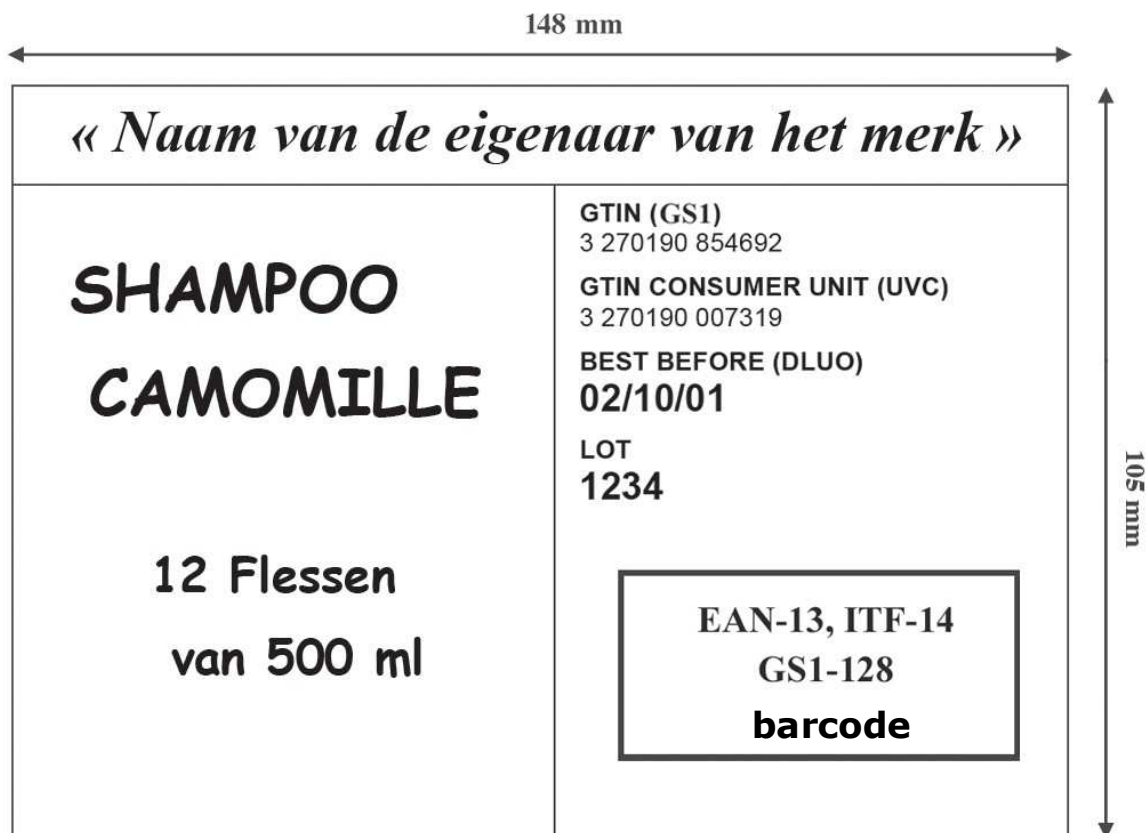 148 mm
« Naam van de eigenaar van het merk »
SHAMPOO
CAMOMILLE
12 Flessen
van 500 ml
GTIN (GS1)
3 270190 854692
GTIN CONSUMER UNIT (UVC)
3 270190 007319
BEST BEFORE (DLUO)
02/10/01
LOT
1234
EAN-13, ITF-14
GS1-128
barcode
105 mm